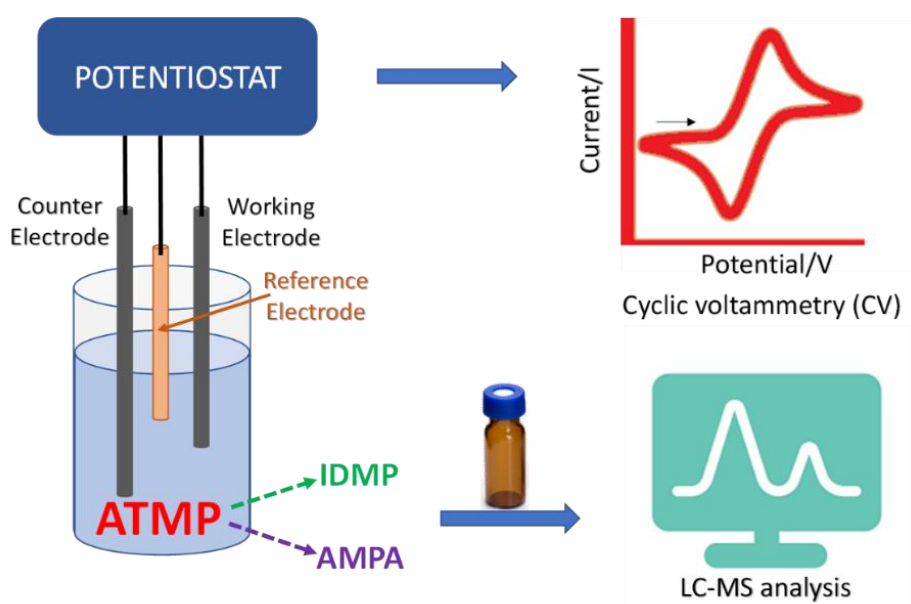 POTENTIOSTAT
Current/I
Potential/V
Cyclic voltammetry (CV)
Counter
Electrode
Working
Electrode
Reference
Electrode
IDMP
ATMP
AMPA
LC-MS analysis